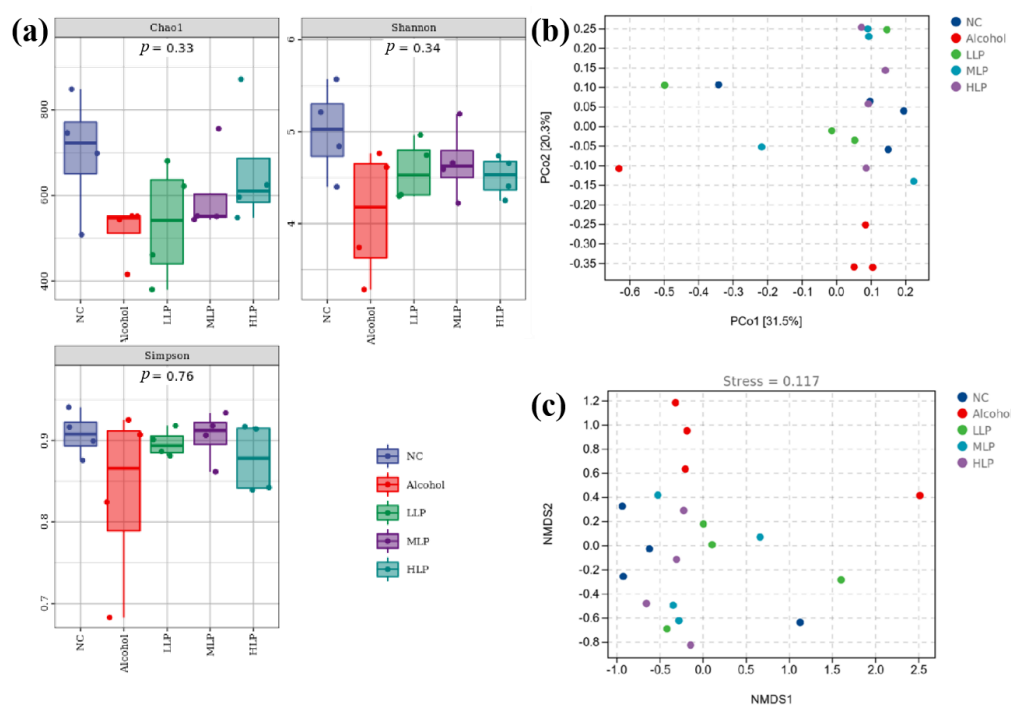 (a)
Chao1
p = 0.33
800
600
400
NC
Alcohol
LLP
MLP
HLP
Shannon
p = 0.34
6
5
4
NC
Alcohol
LLP
MLP
HLP
Simpson
p = 0.76
0.9
0.8
0.7
NC
Alcohol
LLP
MLP
HLP
NC
Alcohol
LLP
MLP
HLP
(b)
0.25
0.20
0.15
0.10
0.05
0.00
-0.05
-0.10
-0.15
-0.20
-0.25
-0.30
-0.35
PCo2 [20.3%]
-0.6 -0.5 -0.4 -0.3 -0.2 -0.1 0.0 0.1 0.2
PCo1 [31.5%]
NC
Alcohol
LLP
MLP
HLP
(c)
Stress = 0.117
1.2
1.0
0.8
0.6
0.4
0.2
0.0
-0.2
-0.4
-0.6
-0.8
NMDS2
-1.0 -0.5 0.0 0.5 1.0 1.5 2.0 2.5
NMDS1
NC
Alcohol
LLP
MLP
HLP